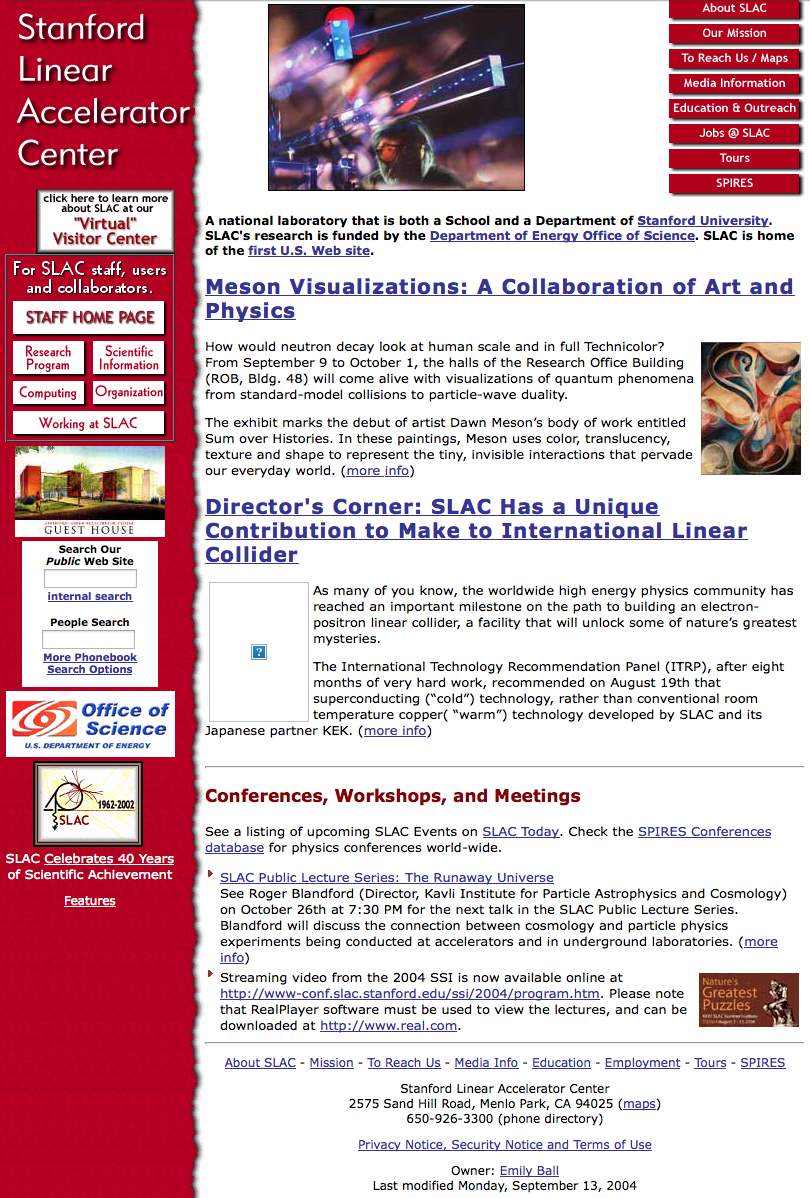 Stanford
Linear
Accelerator
Center
About SLAC
Our Mission
To Reach Us / Maps
Media Information
Education & Outreach
Jobs @ SLAC
Tours
SPIRES
click here to learn more
about SLAC at our
"Virtual"
Visitor Center
For SLAC staff, users
and collaborators.
STAFF HOME PAGE
Research
Program
Scientific
Information
Computing
Organization
Working at SLAC
GUEST HOUSE
Search Our
Public Web Site
internal search
People Search
More Phonebook
Search Options
Office of
Science
U.S. DEPARTMENT OF ENERGY
1962-2002
SLAC
SLAC Celebrates 40 Years
of Scientific Achievement
Features
A national laboratory that is both a School and a Department of Stanford University.
SLAC's research is funded by the Department of Energy Office of Science. SLAC is home
of the first U.S. Web site.
Meson Visualizations: A Collaboration of Art and
Physics
How would neutron decay look at human scale and in full Technicolor?
From September 9 to October 1, the halls of the Research Office Building
(ROB, Bldg. 48) will come alive with visualizations of quantum phenomena
from standard-model collisions to particle-wave duality.
The exhibit marks the debut of artist Dawn Meson’s body of work entitled
Sum over Histories. In these paintings, Meson uses color, translucency,
texture and shape to represent the tiny, invisible interactions that pervade
our everyday world. (more info)
Director's Corner: SLAC Has a Unique
Contribution to Make to International Linear
Collider
As many of you know, the worldwide high energy physics community has
reached an important milestone on the path to building an electron-
positron linear collider, a facility that will unlock some of nature’s greatest
mysteries.
The International Technology Recommendation Panel (ITRP), after eight
months of very hard work, recommended on August 19th that
superconducting (“cold”) technology, rather than conventional room
temperature copper( “warm”) technology developed by SLAC and its
Japanese partner KEK. (more info)
Conferences, Workshops, and Meetings
See a listing of upcoming SLAC Events on SLAC Today. Check the SPIRES Conferences
database for physics conferences world-wide.
SLAC Public Lecture Series: The Runaway Universe
See Roger Blandford (Director, Kavli Institute for Particle Astrophysics and Cosmology)
on October 26th at 7:30 PM for the next talk in the SLAC Public Lecture Series.
Blandford will discuss the connection between cosmology and particle physics
experiments being conducted at accelerators and in underground laboratories. (more
info)
Streaming video from the 2004 SSI is now available online at
http://www-conf.slac.stanford.edu/ssi/2004/program.htm. Please note
that RealPlayer software must be used to view the lectures, and can be
downloaded at http://www.real.com.
Nature's
Greatest
Puzzles
About SLAC - Mission - To Reach Us - Media Info - Education - Employment - Tours - SPIRES
Stanford Linear Accelerator Center
2575 Sand Hill Road, Menlo Park, CA 94025 (maps)
650-926-3300 (phone directory)
Privacy Notice, Security Notice and Terms of Use
Owner: Emily Ball
Last modified Monday, September 13, 2004